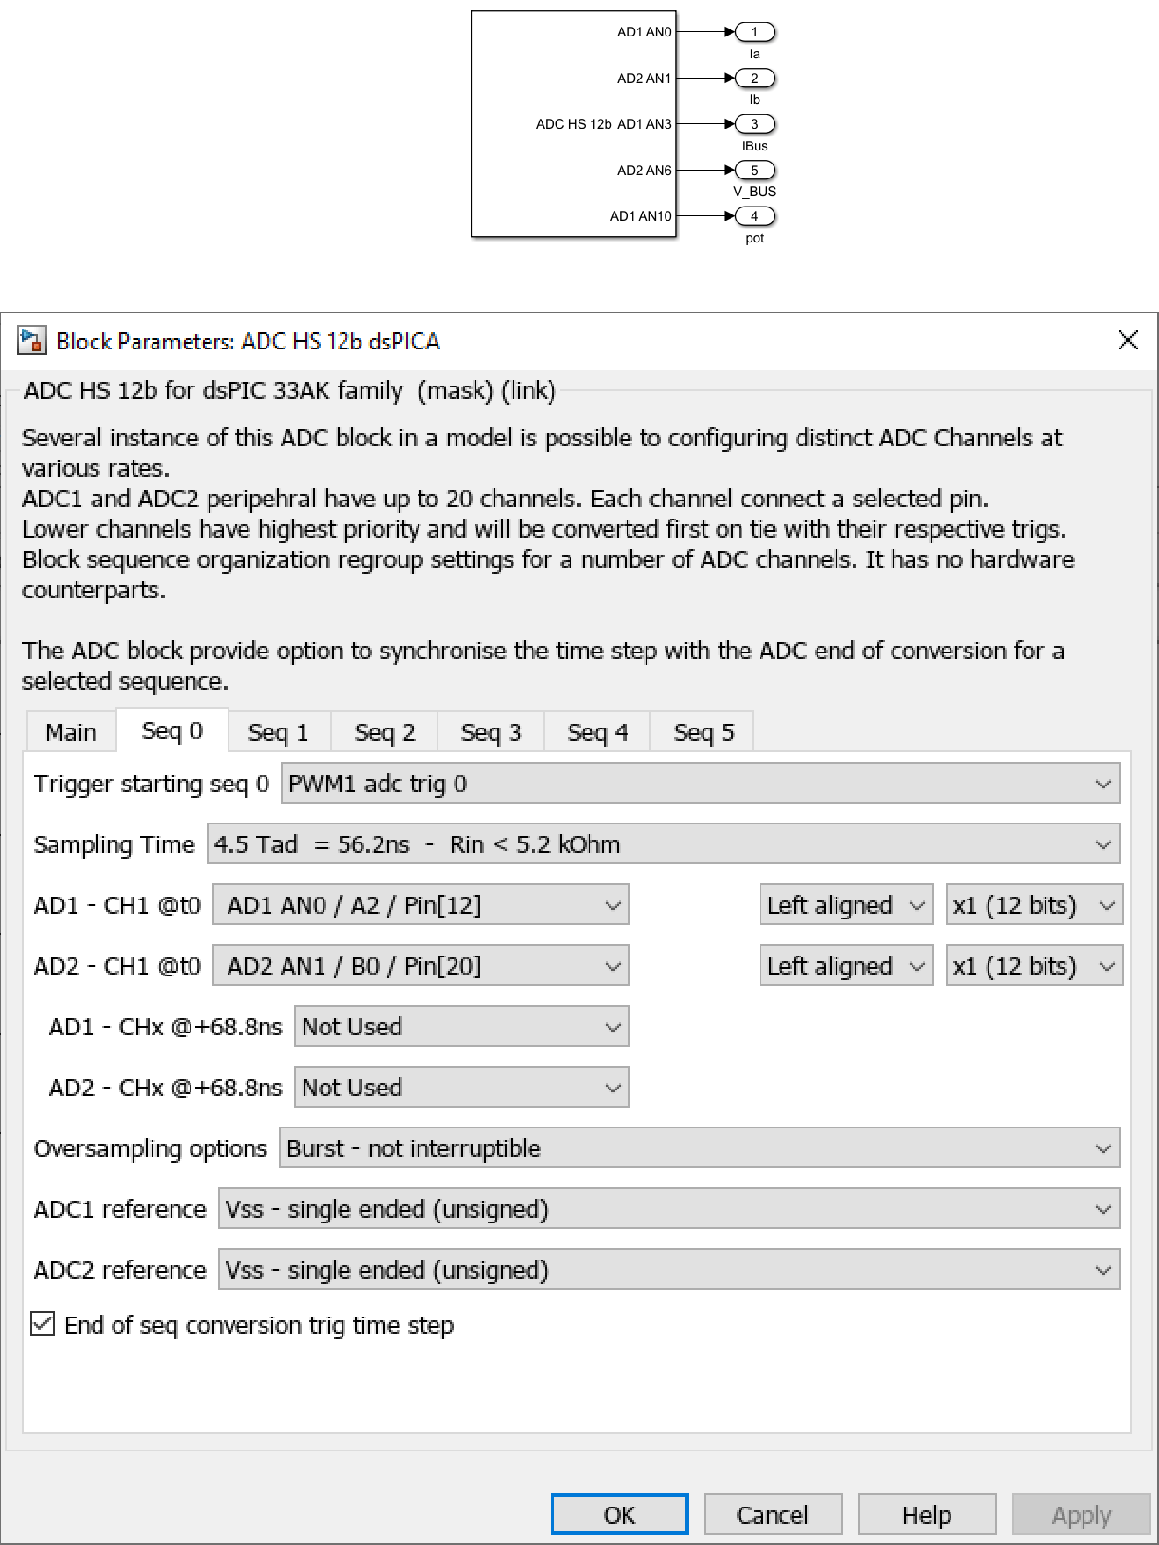 AD1 AN0
1
Ia
AD2 AN1
2
Ib
ADC HS 12b AD1 AN3
3
IBus
AD2 AN6
5
V_BUS
AD1 AN10
4
pot
Block Parameters: ADC HS 12b dsPICA
ADC HS 12b for dsPIC 33AK family (mask) (link)
Several instance of this ADC block in a model is possible to configuring distinct ADC Channels at
various rates.
ADC1 and ADC2 peripehral have up to 20 channels. Each channel connect a selected pin.
Lower channels have highest priority and will be converted first on tie with their respective trigs.
Block sequence organization regroup settings for a number of ADC channels. It has no hardware
counterparts.
The ADC block provide option to synchronise the time step with the ADC end of conversion for a
selected sequence.
Main Seq 0 Seq 1 Seq 2 Seq 3 Seq 4 Seq 5
Trigger starting seq 0 PWM1 adc trig 0
Sampling Time 4.5 Tad = 56.2ns - Rin < 5.2 kOhm
AD1 - CH1 @t0 AD1 AN0 / A2 / Pin[12] Left aligned x1 (12 bits)
AD2 - CH1 @t0 AD2 AN1 / B0 / Pin[20] Left aligned x1 (12 bits)
AD1 - CHx @+68.8ns Not Used
AD2 - CHx @+68.8ns Not Used
Oversampling options Burst - not interruptible
ADC1 reference Vss - single ended (unsigned)
ADC2 reference Vss - single ended (unsigned)
End of seq conversion trig time step
OK Cancel Help Apply